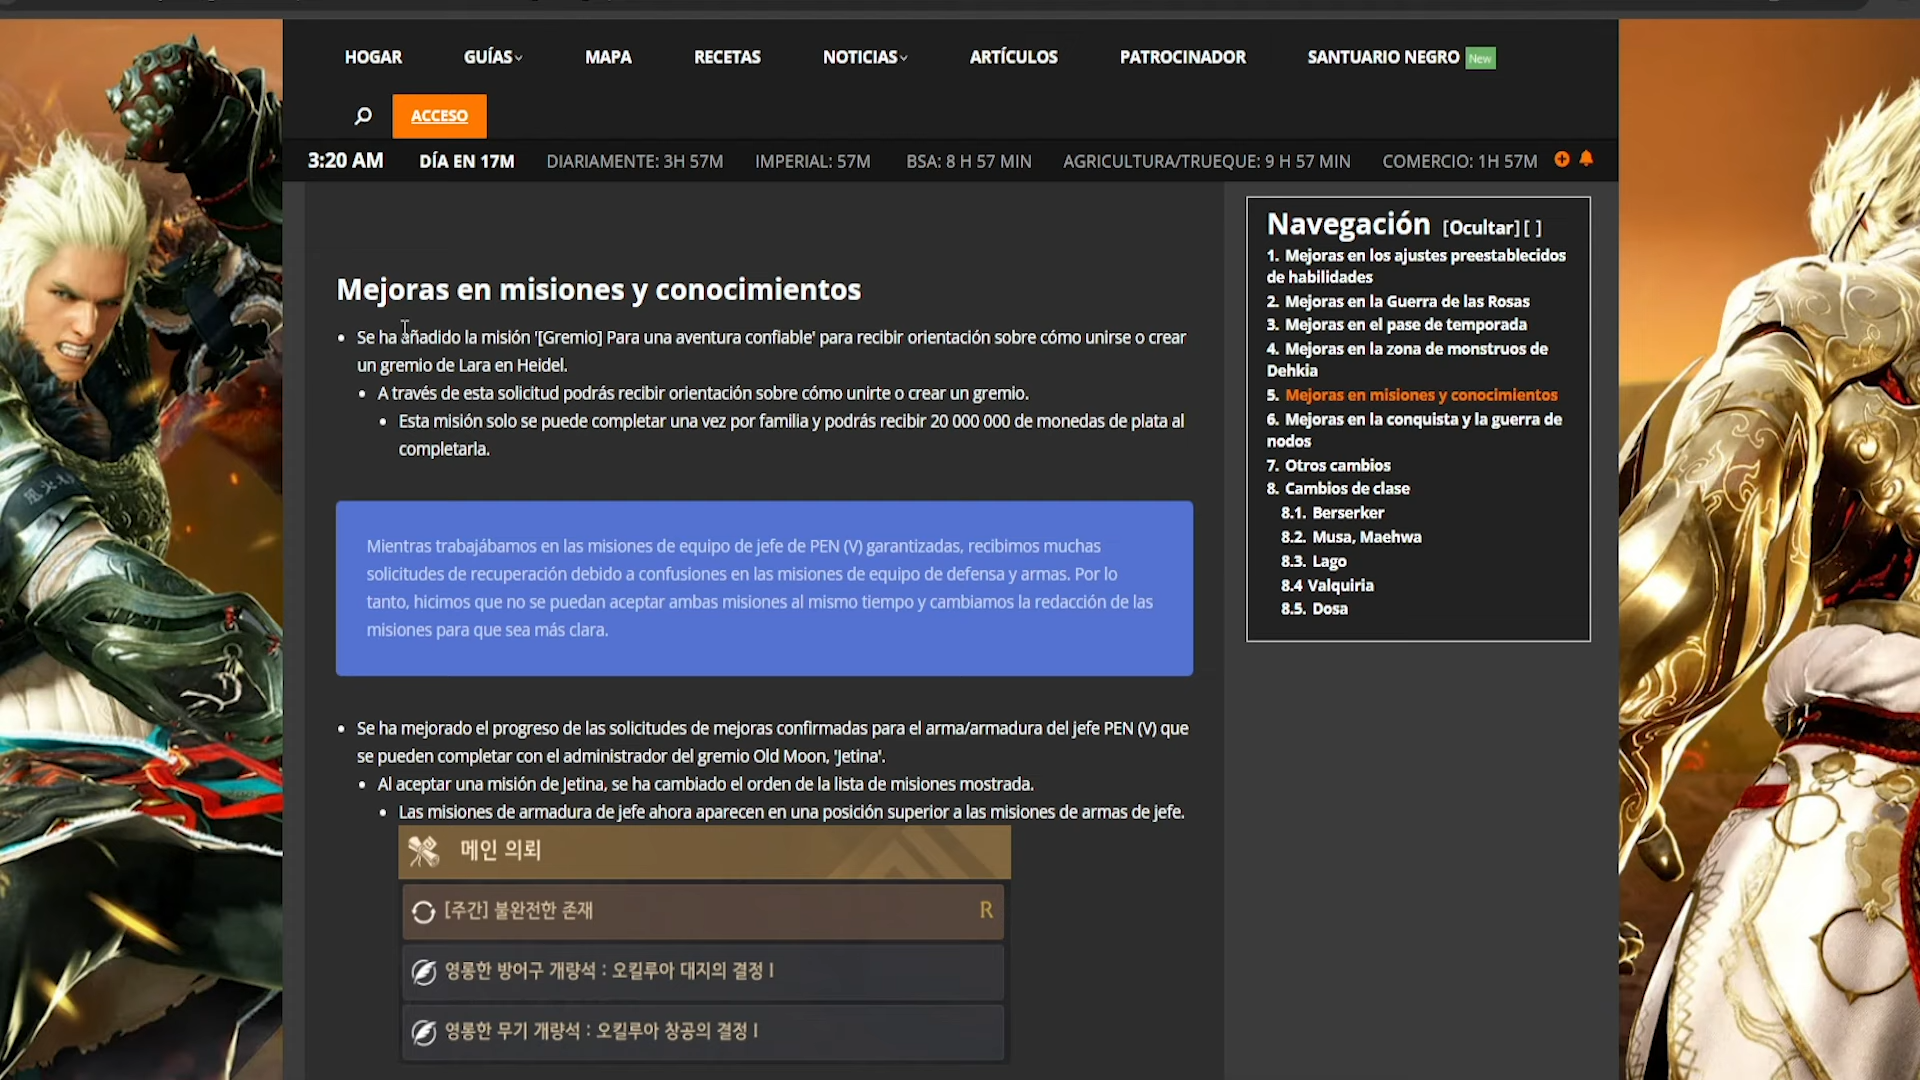 HOGAR GUÍAS MAPA RECETAS NOTICIAS ARTÍCULOS PATROCINADOR SANTUARIO NEGRO New
ACCESO
3:20 AM DÍA EN 17M DIARIAMENTE: 3H 57M IMPERIAL: 57M BSA: 8 H 57 MIN AGRICULTURA/TRUEQUE: 9 H 57 MIN COMERCIO: 1H 57M
Mejoras en misiones y conocimientos
Se ha añadido la misión '[Gremio] Para una aventura confiable' para recibir orientación sobre cómo unirse o crear
un gremio de Lara en Heidel.
A través de esta solicitud podrás recibir orientación sobre cómo unirte o crear un gremio.
Esta misión solo se puede completar una vez por familia y podrás recibir 20 000 000 de monedas de plata al
completarla.
Mientras trabajábamos en las misiones de equipo de jefe de PEN (V) garantizadas, recibimos muchas
solicitudes de recuperación debido a confusiones en las misiones de equipo de defensa y armas. Por lo
tanto, hicimos que no se puedan aceptar ambas misiones al mismo tiempo y cambiamos la redacción de las
misiones para que sea más clara.
Se ha mejorado el progreso de las solicitudes de mejoras confirmadas para el arma/armadura del jefe PEN (V) que
se pueden completar con el administrador del gremio Old Moon, 'Jetina'.
Al aceptar una misión de Jetina, se ha cambiado el orden de la lista de misiones mostrada.
Las misiones de armadura de jefe ahora aparecen en una posición superior a las misiones de armas de jefe.
메인 의뢰
[주간] 불완전한 존재 R
영롱한 방어구 개량석 : 오킬루아 대지의 결정 I
영롱한 무기 개량석 : 오킬루아 창공의 결정 I
Navegación [Ocultar] [ ]
1. Mejoras en los ajustes preestablecidos
de habilidades
2. Mejoras en la Guerra de las Rosas
3. Mejoras en el pase de temporada
4. Mejoras en la zona de monstruos de
Dehkia
5. Mejoras en misiones y conocimientos
6. Mejoras en la conquista y la guerra de
nodos
7. Otros cambios
8. Cambios de clase
8.1. Berserker
8.2. Musa, Maehwa
8.3. Lago
8.4 Valquiria
8.5. Dosa